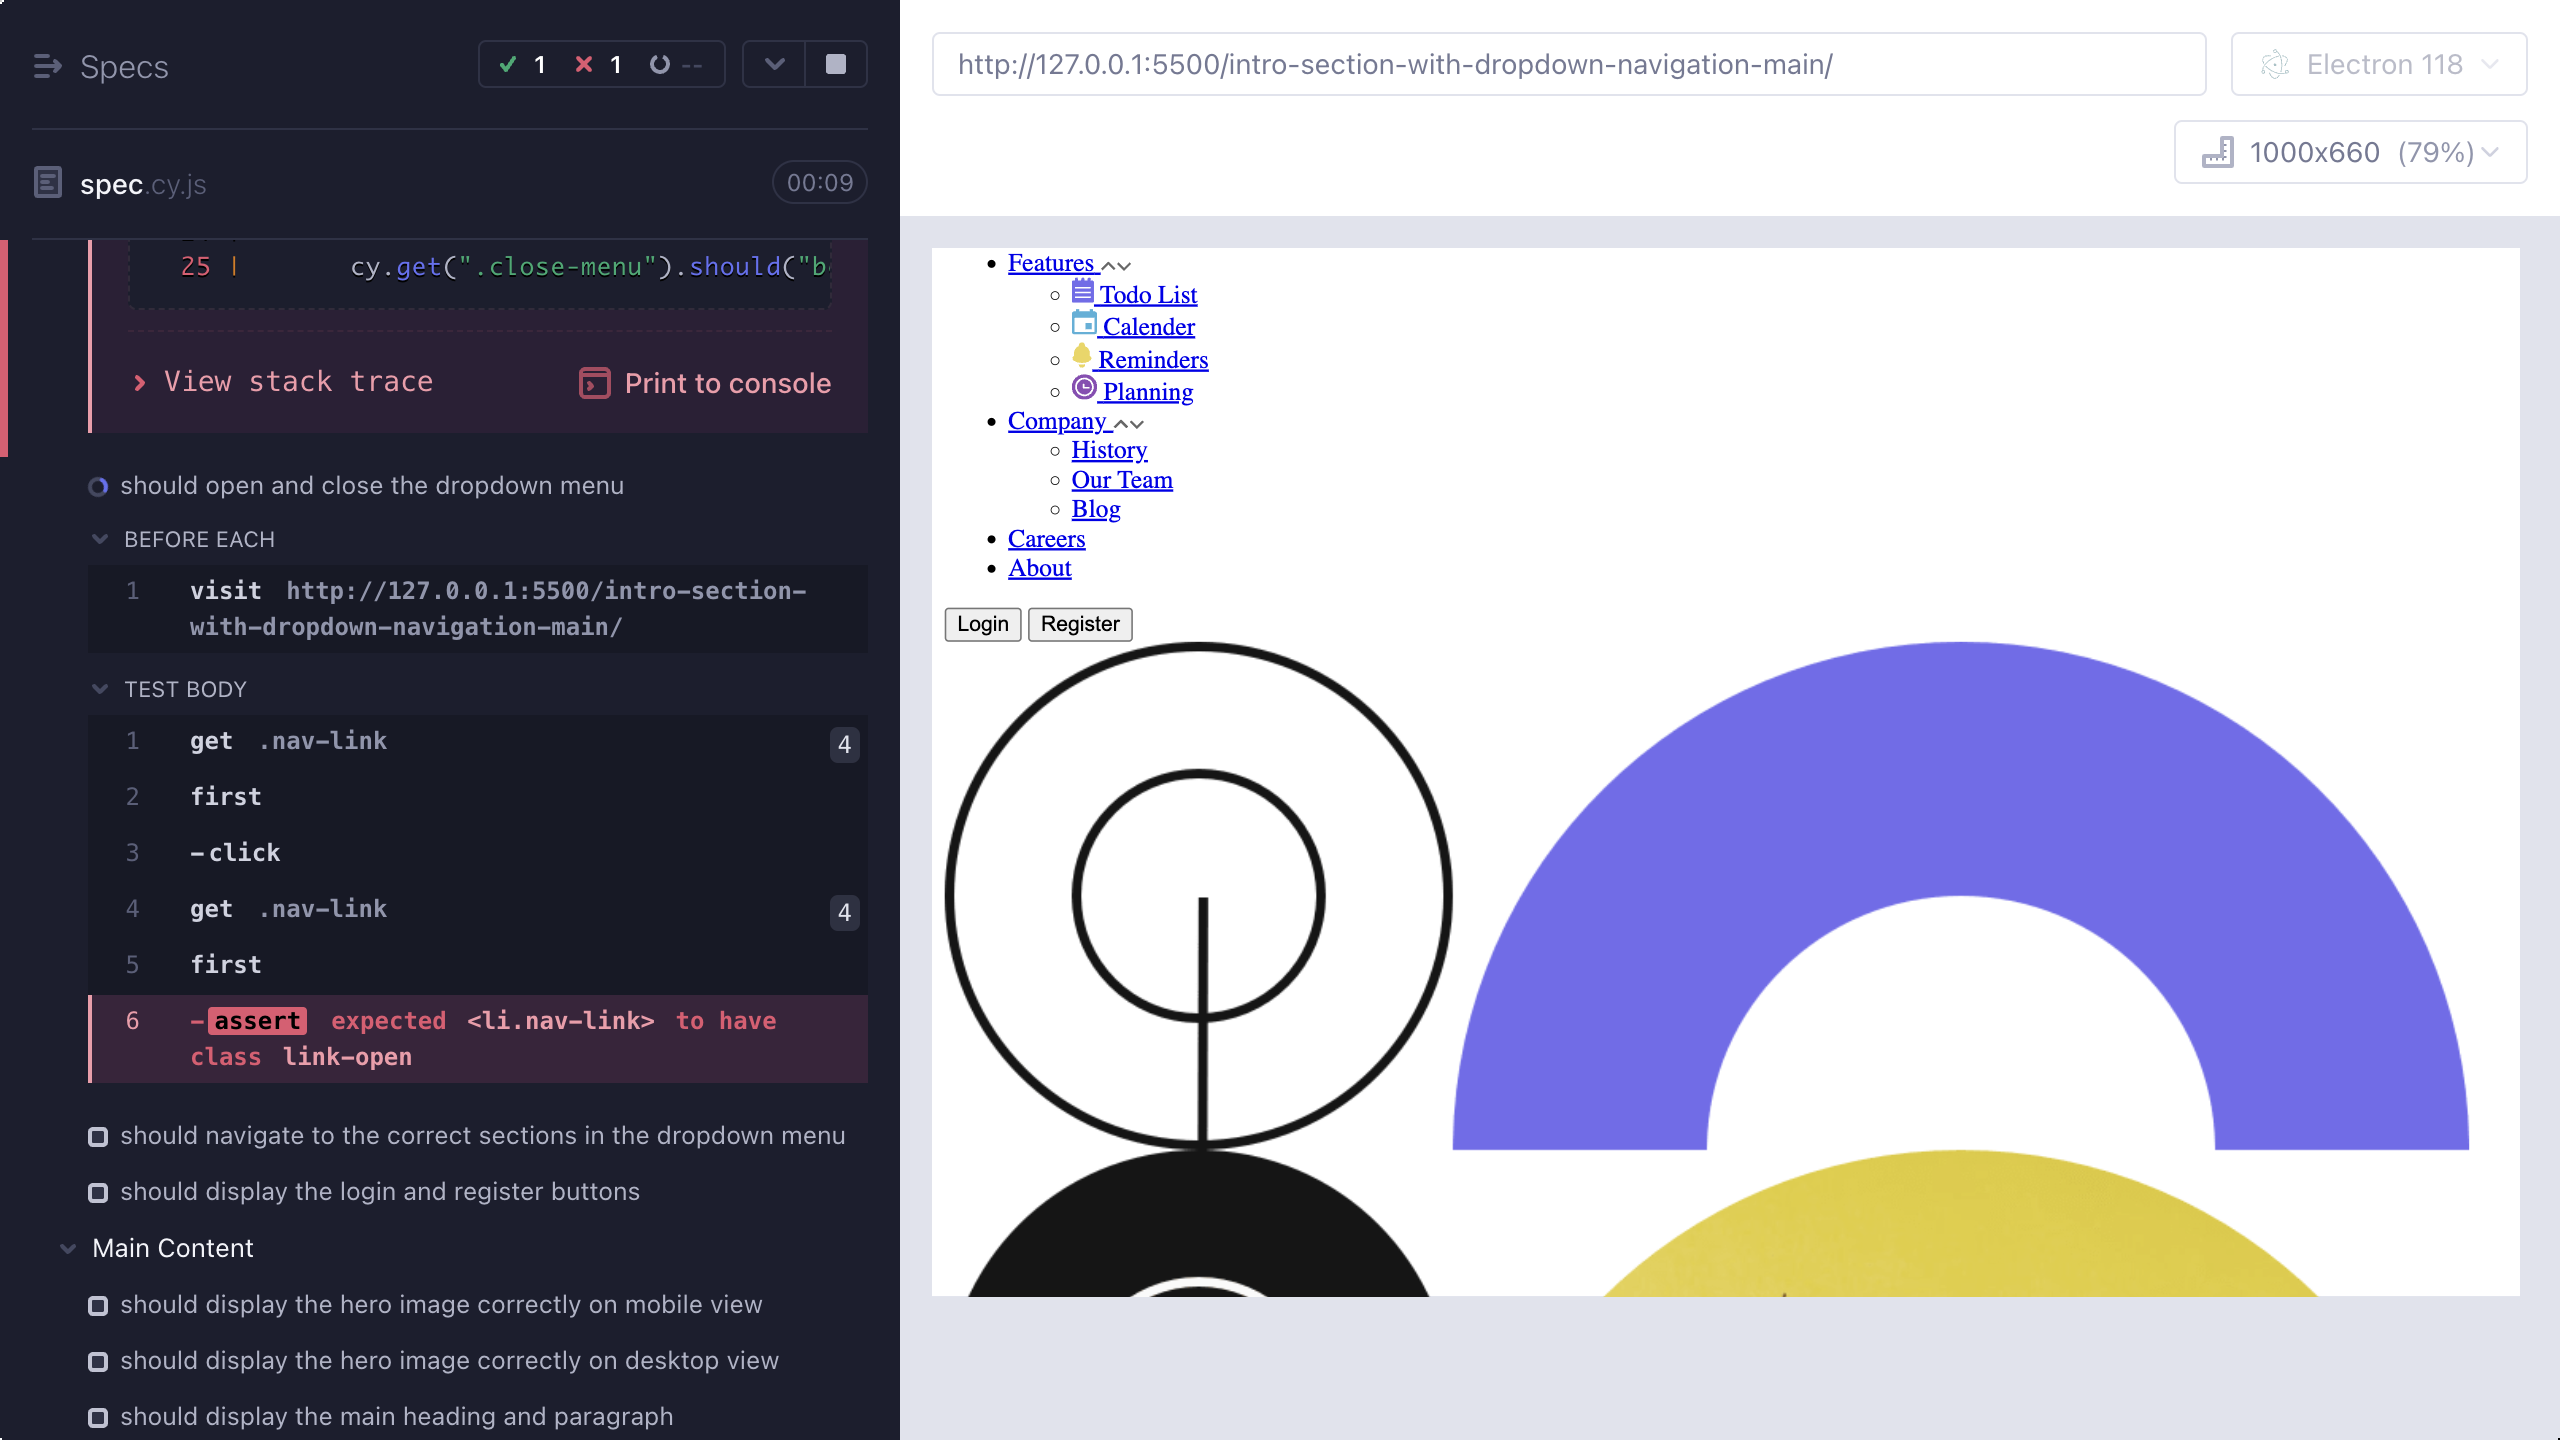 Specs
1 1 --
spec.cy.js
00:09
25 | cy.get(".close-menu").should("b
View stack trace
Print to console
should open and close the dropdown menu
BEFORE EACH
1 visit http://127.0.0.1:5500/intro-section-
with-dropdown-navigation-main/
TEST BODY
1 get .nav-link 4
2 first
3 -click
4 get .nav-link 4
5 first
6 -assert expected <li.nav-link> to have
class link-open
should navigate to the correct sections in the dropdown menu
should display the login and register buttons
Main Content
should display the hero image correctly on mobile view
should display the hero image correctly on desktop view
should display the main heading and paragraph
http://127.0.0.1:5500/intro-section-with-dropdown-navigation-main/
Electron 118
1000x660 (79%)
Features
Todo List
Calender
Reminders
Planning
Company
History
Our Team
Blog
Careers
About
Login Register